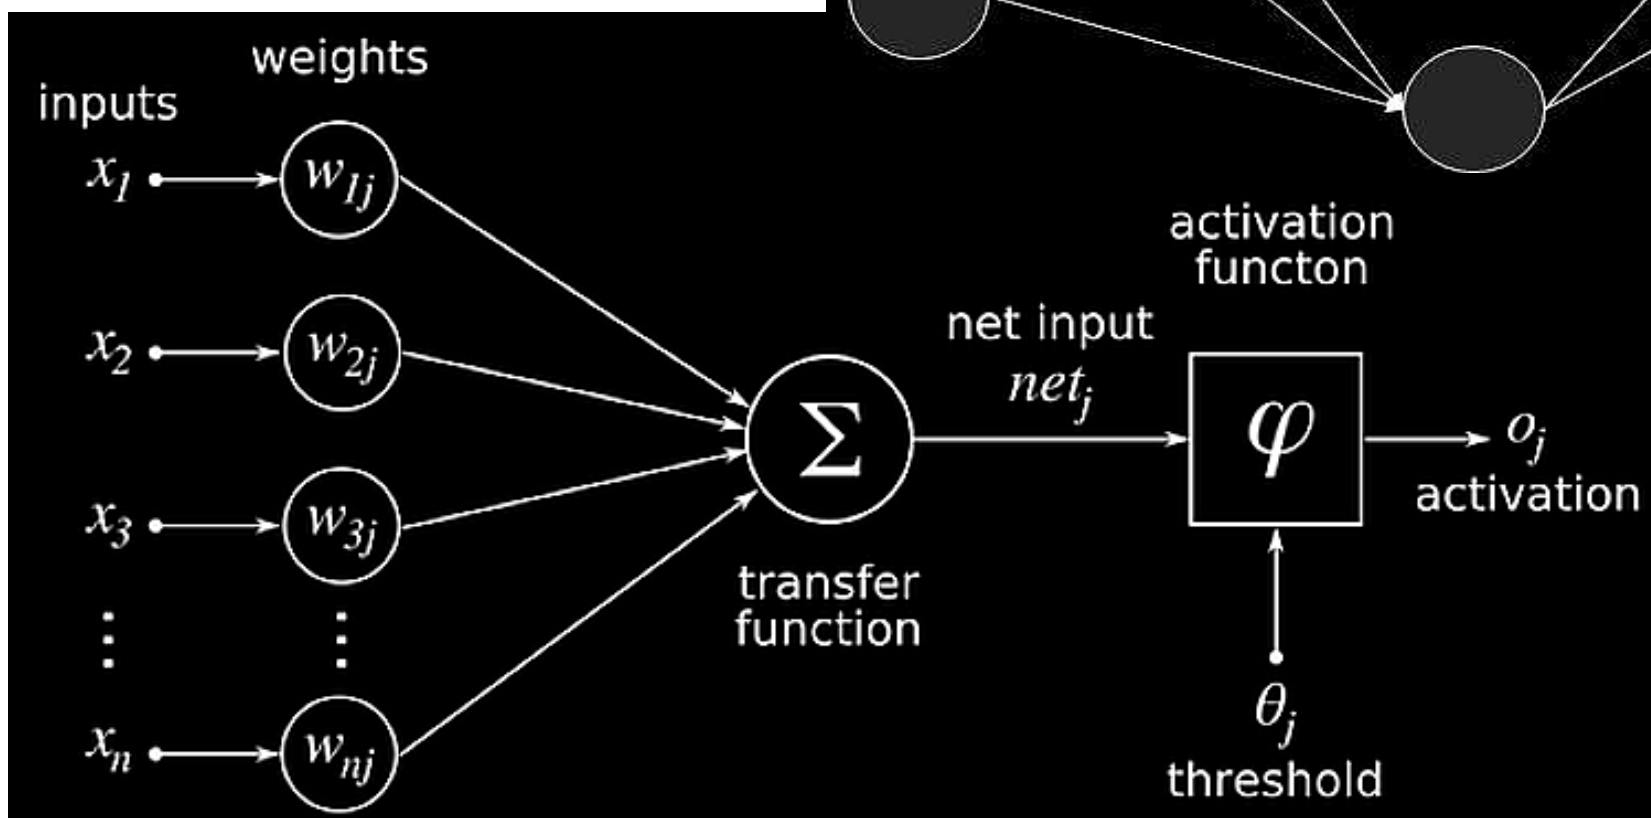 weights
inputs
x1
w1j
activation
functon
x2
w2j
net input
netj
Σ
φ
oj
activation
x3
w3j
transfer
function
⋮ ⋮
θj
threshold
xn
wnj